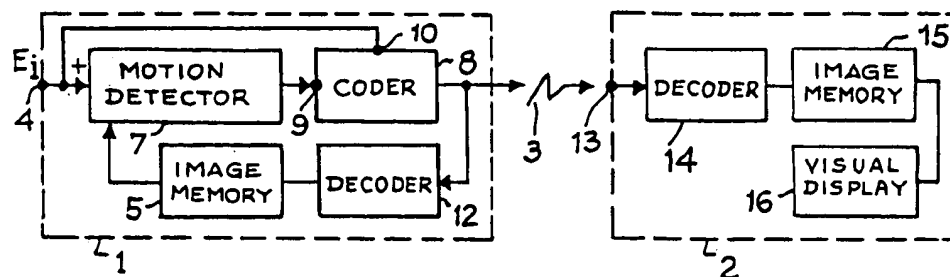 Ei
4
+
MOTION
DETECTOR
7
9
10
CODER
8
IMAGE
MEMORY
5
DECODER
12
1
3
13
DECODER
14
IMAGE
MEMORY
15
VISUAL
DISPLAY
16
2